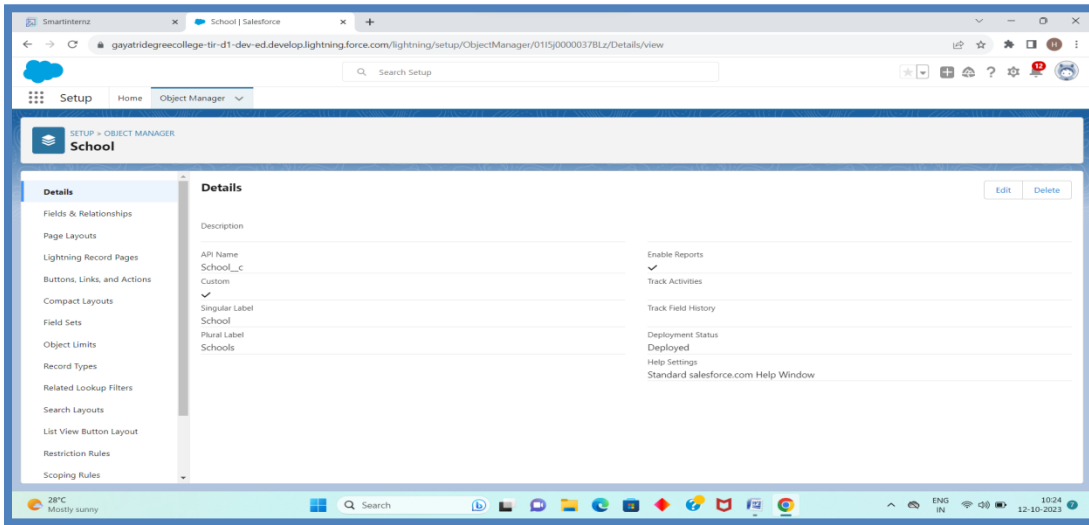 Smartinternz
School | Salesforce
gayatridegreecollege-tir-d1-dev-ed.develop.lightning.force.com/lightning/setup/ObjectManager/01I5j0000037BLz/Details/view
H
Search Setup
12
Setup
Home
Object Manager
SETUP > OBJECT MANAGER
School
Details
Fields & Relationships
Page Layouts
Lightning Record Pages
Buttons, Links, and Actions
Compact Layouts
Field Sets
Object Limits
Record Types
Related Lookup Filters
Search Layouts
List View Button Layout
Restriction Rules
Scoping Rules
Details
Edit
Delete
Description
API Name
School__c
Custom
Singular Label
School
Plural Label
Schools
Enable Reports
Track Activities
Track Field History
Deployment Status
Deployed
Help Settings
Standard salesforce.com Help Window
28°C
Mostly sunny
Search
ENG
IN
10:24
12-10-2023
2